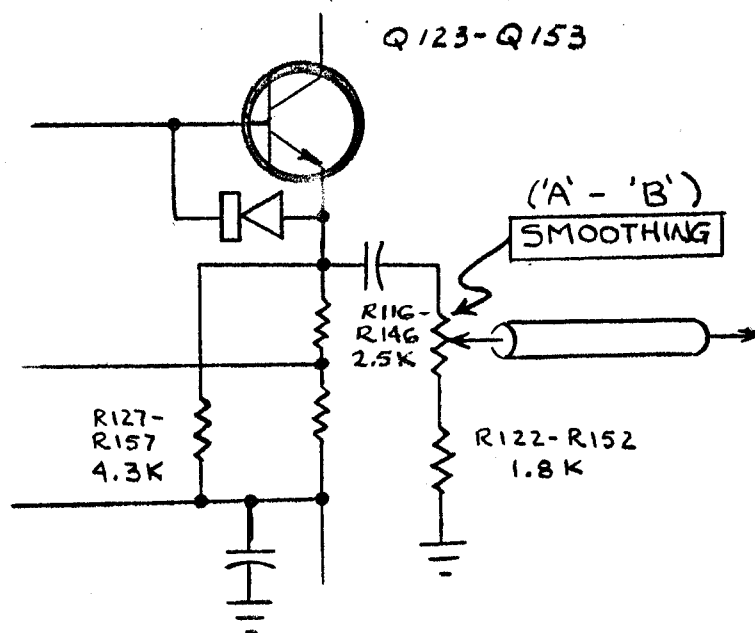 Q123-Q153
('A' - 'B')
SMOOTHING
R116-
R146
2.5K
R127-
R157
4.3K
R122-R152
1.8K